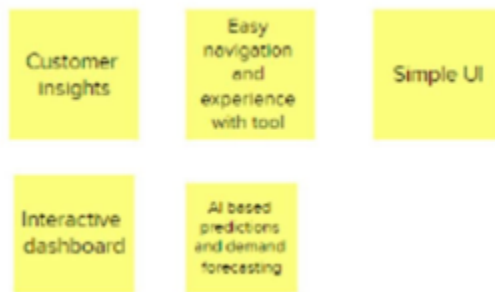 Customer
insights
Easy
navigation
and
experience
with tool
Simple UI
Interactive
dashboard
AI based
predictions
and demand
forecasting